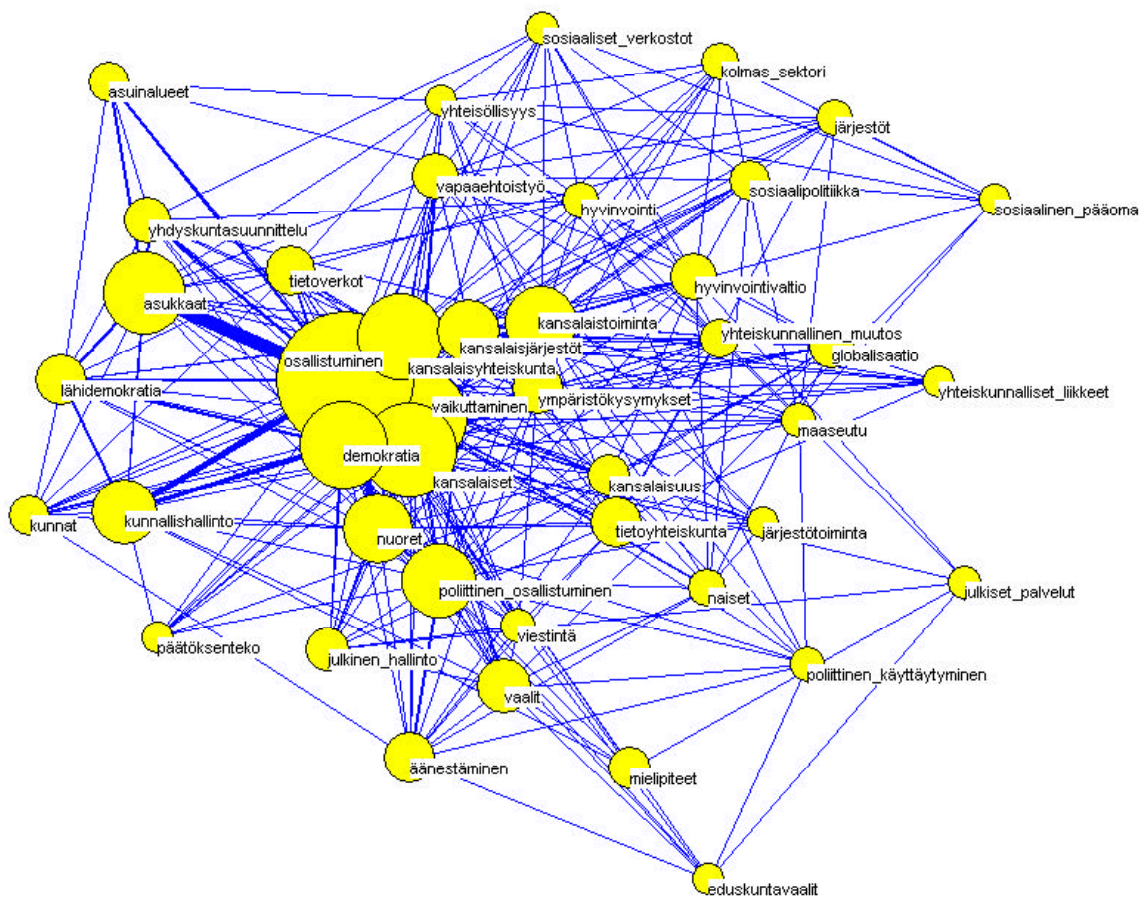 sosiaaliset_verkostot
kolmas_sektori
asuinalueet
yhteisöllisyys
järjestöt
vapaaehtoistyö
sosiaalipolitiikka
hyvinvointi
sosiaalinen_pääoma
yhdyskuntasuunnittelu
asukkaat
tietoverkot
hyvinvointivaltio
kansalaistoiminta
yhteiskunnallinen_muutos
kansalaisjärjestöt
osallistuminen
globalisaatio
kansalaisyhteiskunta
lähidemokratia
yhteiskunnalliset_liikkeet
ympäristökysymykset
vaikuttaminen
maaseutu
demokratia
kansalaiset
kansalaisuus
kunnat
kunnallishallinto
tietoyhteiskunta
järjestötoiminta
nuoret
poliittinen_osallistuminen
naiset
julkiset_palvelut
viestintä
päätöksenteko
julkinen_hallinto
poliittinen_käyttäytyminen
vaalit
äänestäminen
mielipiteet
eduskuntavaalit